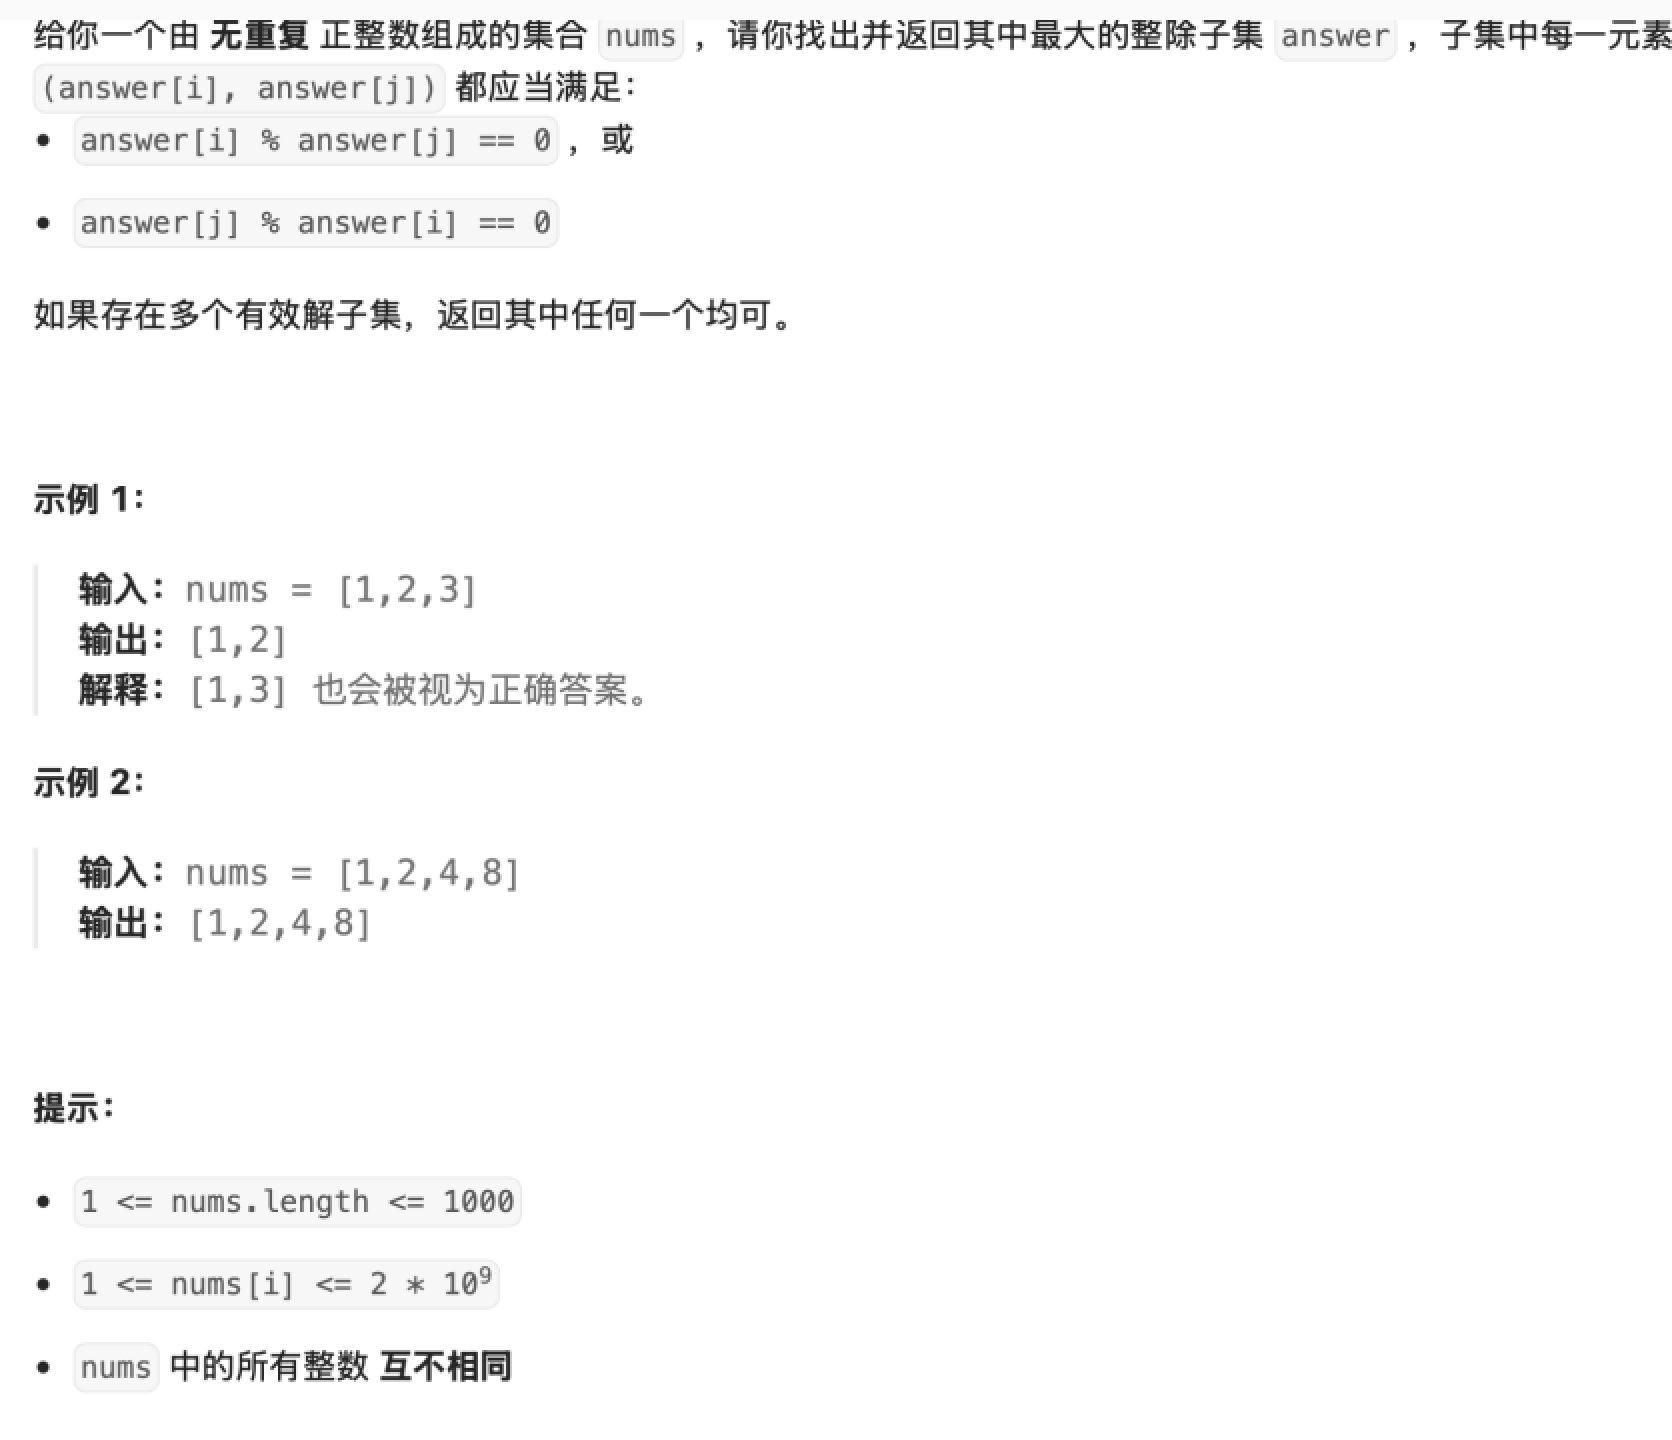 给你一个由 无重复 正整数组成的集合 nums ，请你找出并返回其中最大的整除子集 answer ，子集中每一元素
(answer[i], answer[j]) 都应当满足：
• answer[i] % answer[j] == 0 ，或
• answer[j] % answer[i] == 0
如果存在多个有效解子集，返回其中任何一个均可。
示例 1：
输入：nums = [1,2,3]
输出：[1,2]
解释：[1,3] 也会被视为正确答案。
示例 2：
输入：nums = [1,2,4,8]
输出：[1,2,4,8]
提示：
• 1 <= nums.length <= 1000
• 1 <= nums[i] <= 2 * 10⁹
• nums 中的所有整数 互不相同